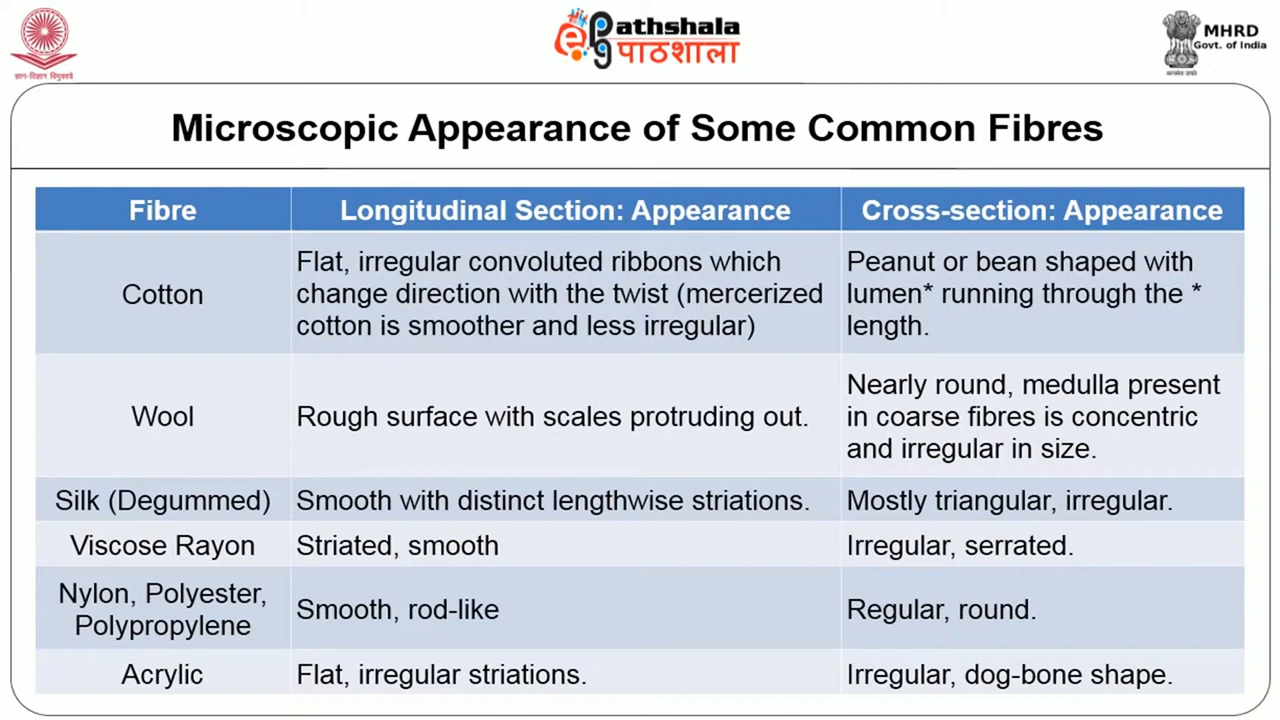 ज्ञान-विज्ञान विमुक्तये
e Pathshala
पाठशाला
MHRD
Govt. of India
सत्यमेव जयते
Microscopic Appearance of Some Common Fibres
Fibre Longitudinal Section: Appearance Cross-section: Appearance
Cotton
Flat, irregular convoluted ribbons which
change direction with the twist (mercerized
cotton is smoother and less irregular)
Peanut or bean shaped with
lumen* running through the *
length.
Wool
Rough surface with scales protruding out.
Nearly round, medulla present
in coarse fibres is concentric
and irregular in size.
Silk (Degummed) Smooth with distinct lengthwise striations. Mostly triangular, irregular.
Viscose Rayon Striated, smooth Irregular, serrated.
Nylon, Polyester,
Polypropylene
Smooth, rod-like
Regular, round.
Acrylic Flat, irregular striations. Irregular, dog-bone shape.